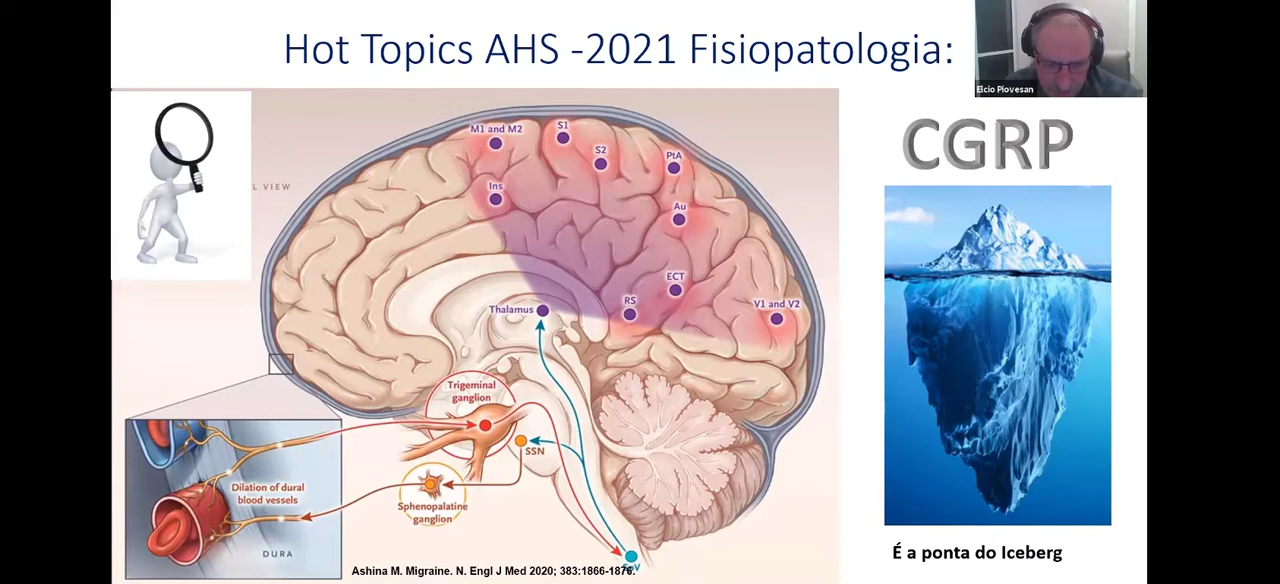 Hot Topics AHS -2021 Fisiopatologia:
Elcio Piovesan
L VIEW
M1 and M2
S1
S2
PtA
Ins
Au
ECT
RS
V1 and V2
Thalamus
Trigeminal
ganglion
SSN
Sphenopalatine
ganglion
Dilation of dural
blood vessels
DURA
Ashina M. Migraine. N. Engl J Med 2020; 383:1866-1876.
CGRP
É a ponta do Iceberg